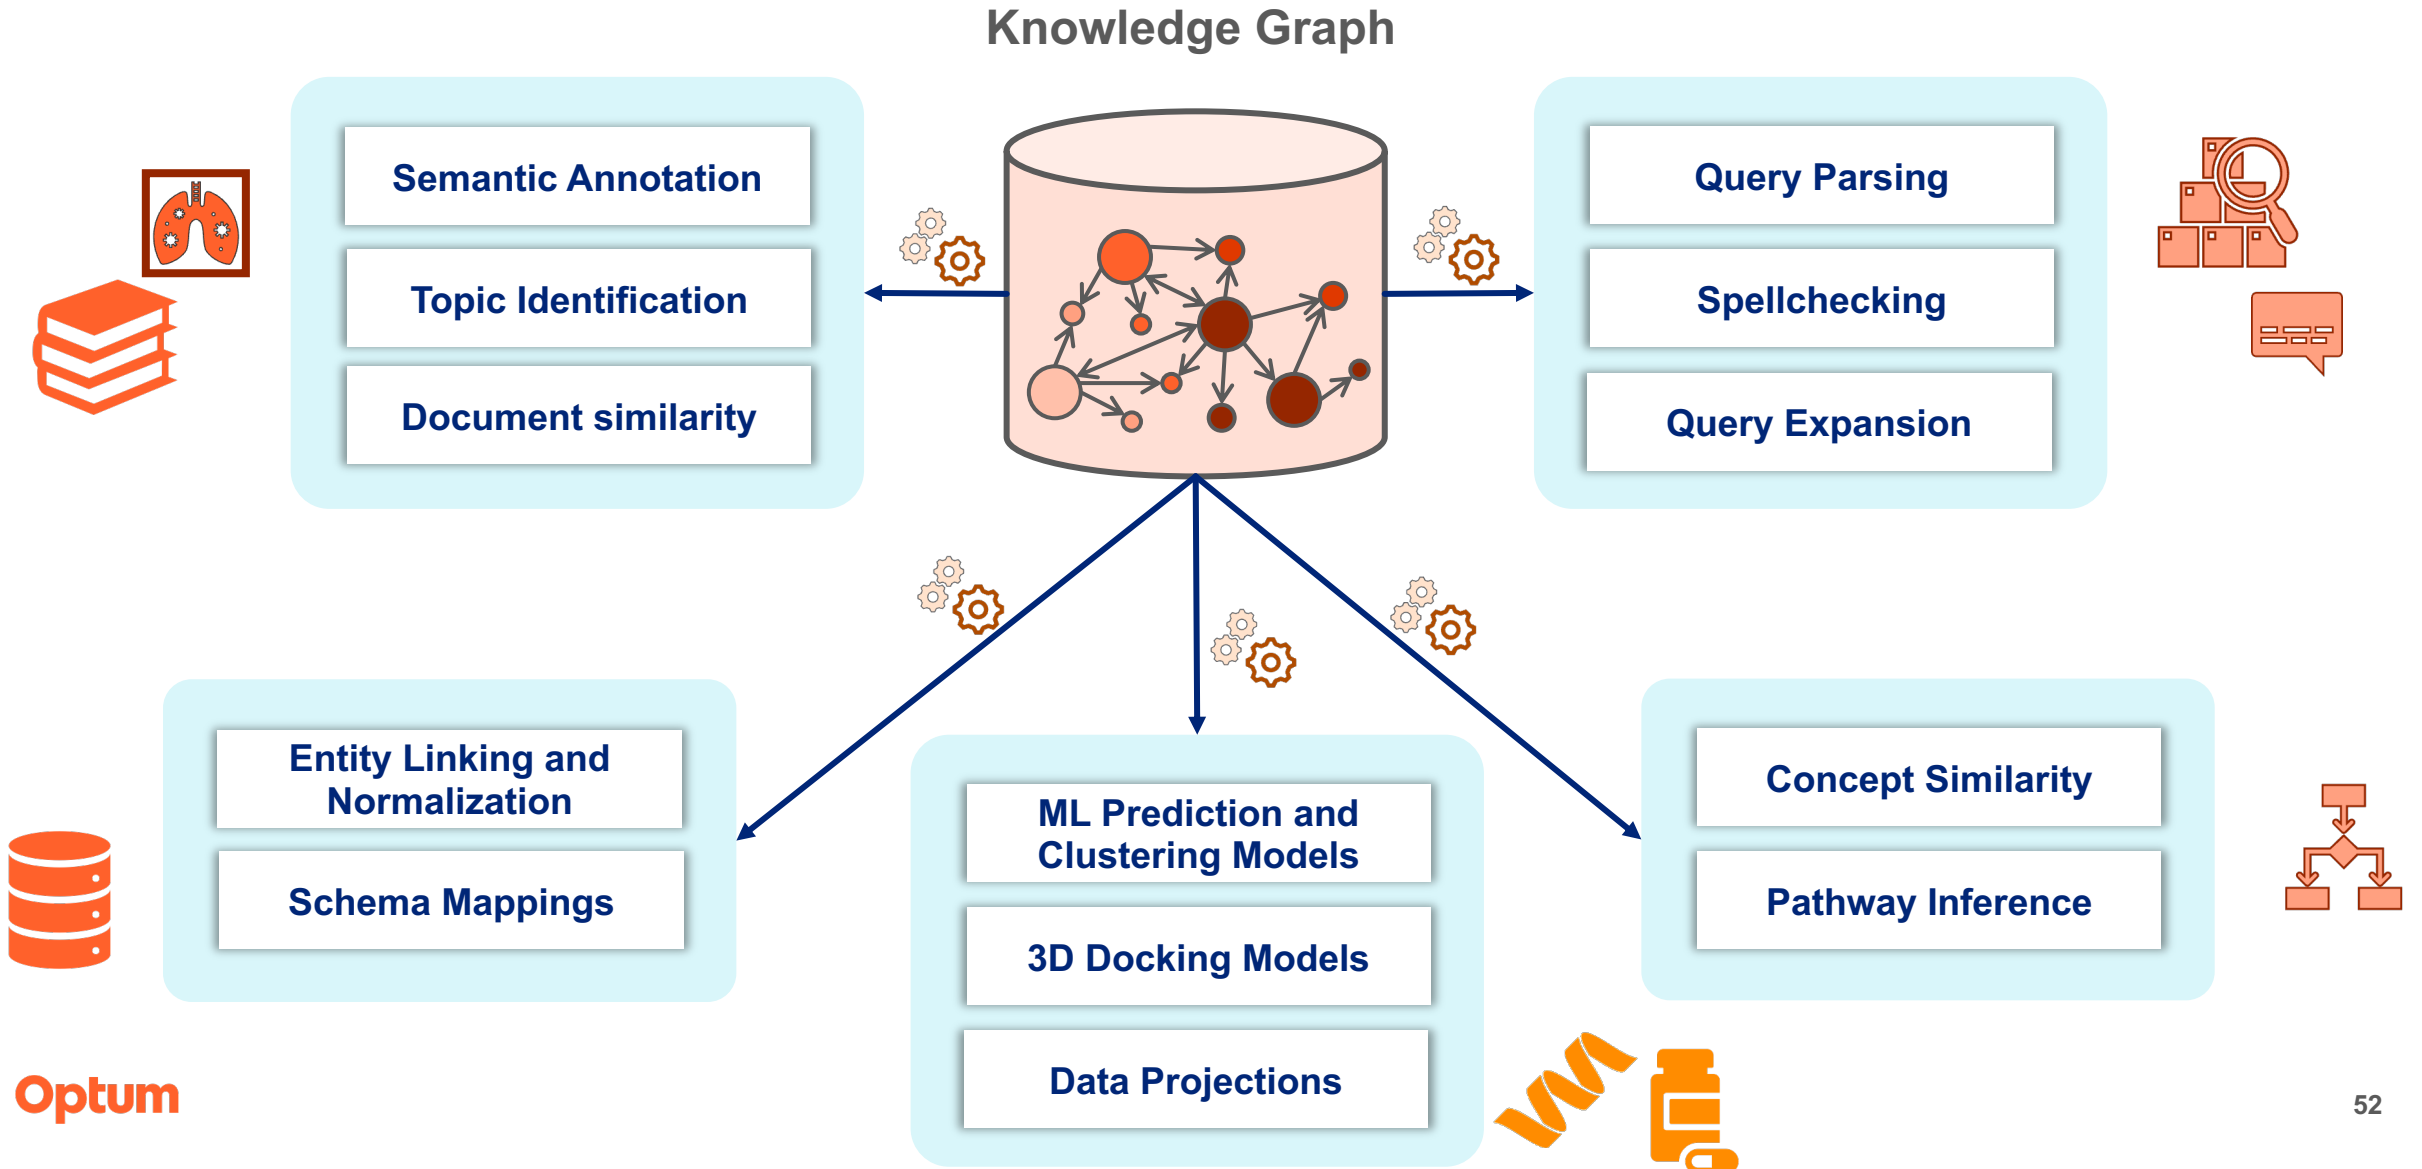 Knowledge Graph
Semantic Annotation
Topic Identification
Document similarity
Query Parsing
Spellchecking
Query Expansion
Entity Linking and
Normalization
Schema Mappings
ML Prediction and
Clustering Models
3D Docking Models
Data Projections
Concept Similarity
Pathway Inference
Optum
52